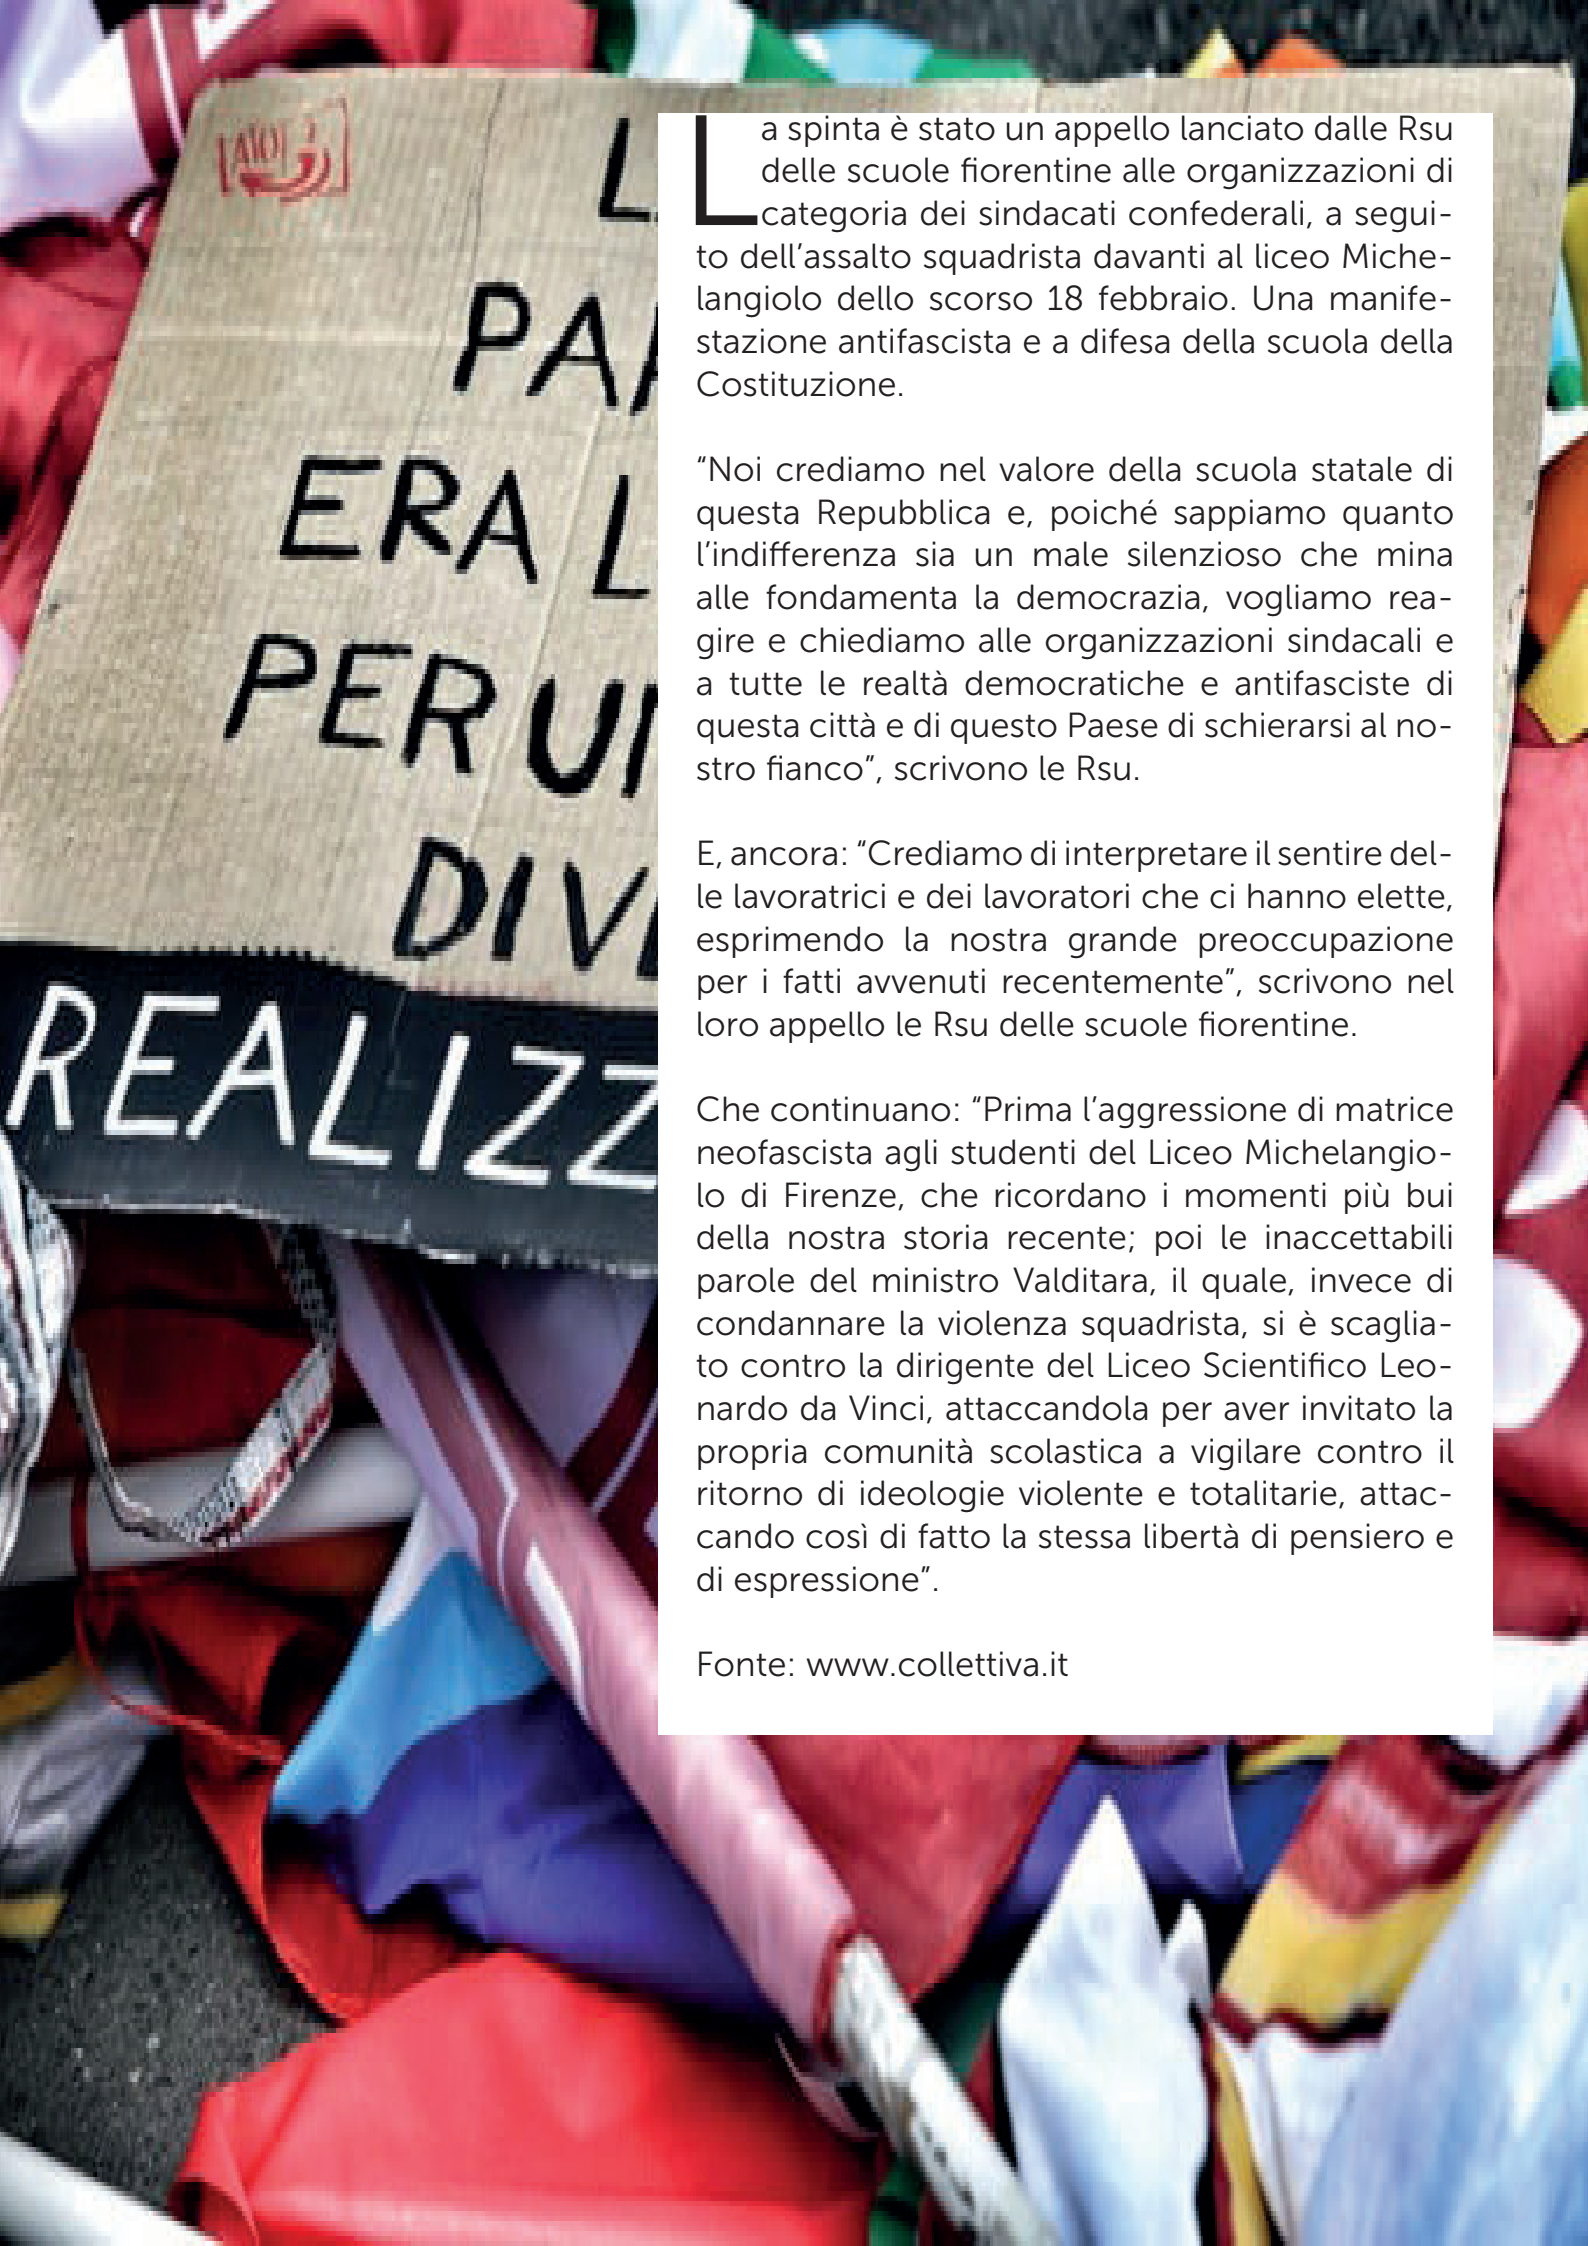 L
PA
ERA L
PER U
DIV
REALIZZ
La spinta è stato un appello lanciato dalle Rsu
delle scuole fiorentine alle organizzazioni di
categoria dei sindacati confederali, a segui-
to dell’assalto squadrista davanti al liceo Miche-
langiolo dello scorso 18 febbraio. Una manife-
stazione antifascista e a difesa della scuola della
Costituzione.
“Noi crediamo nel valore della scuola statale di
questa Repubblica e, poiché sappiamo quanto
l’indifferenza sia un male silenzioso che mina
alle fondamenta la democrazia, vogliamo rea-
gire e chiediamo alle organizzazioni sindacali e
a tutte le realtà democratiche e antifasciste di
questa città e di questo Paese di schierarsi al no-
stro fianco”, scrivono le Rsu.
E, ancora: “Crediamo di interpretare il sentire del-
le lavoratrici e dei lavoratori che ci hanno elette,
esprimendo la nostra grande preoccupazione
per i fatti avvenuti recentemente”, scrivono nel
loro appello le Rsu delle scuole fiorentine.
Che continuano: “Prima l’aggressione di matrice
neofascista agli studenti del Liceo Michelangio-
lo di Firenze, che ricordano i momenti più bui
della nostra storia recente; poi le inaccettabili
parole del ministro Valditara, il quale, invece di
condannare la violenza squadrista, si è scaglia-
to contro la dirigente del Liceo Scientifico Leo-
nardo da Vinci, attaccandola per aver invitato la
propria comunità scolastica a vigilare contro il
ritorno di ideologie violente e totalitarie, attac-
cando così di fatto la stessa libertà di pensiero e
di espressione”.
Fonte: www.collettiva.it